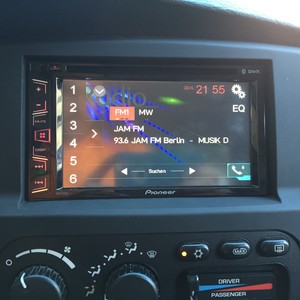 1
2
3
4
5
6
21 55
FM1 MW
EQ
JAM FM
93.6 JAM FM Berlin - MUSIK D
Suchen
Pioneer
PASSENGER
DRIVER
PASSENGER